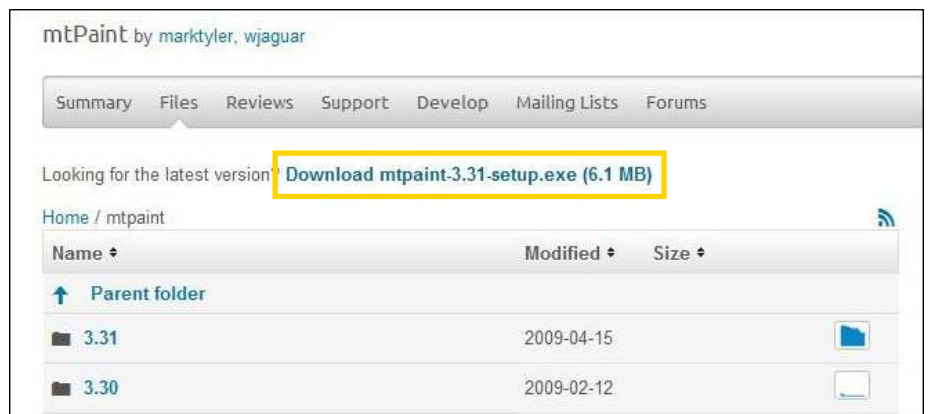 mtPaint by marktyler, wjaguar
Summary Files Reviews Support Develop Mailing Lists Forums
Looking for the latest version? Download mtpaint-3.31-setup.exe (6.1 MB)
Home / mtpaint
Name Modified Size
Parent folder
3.31 2009-04-15
3.30 2009-02-12